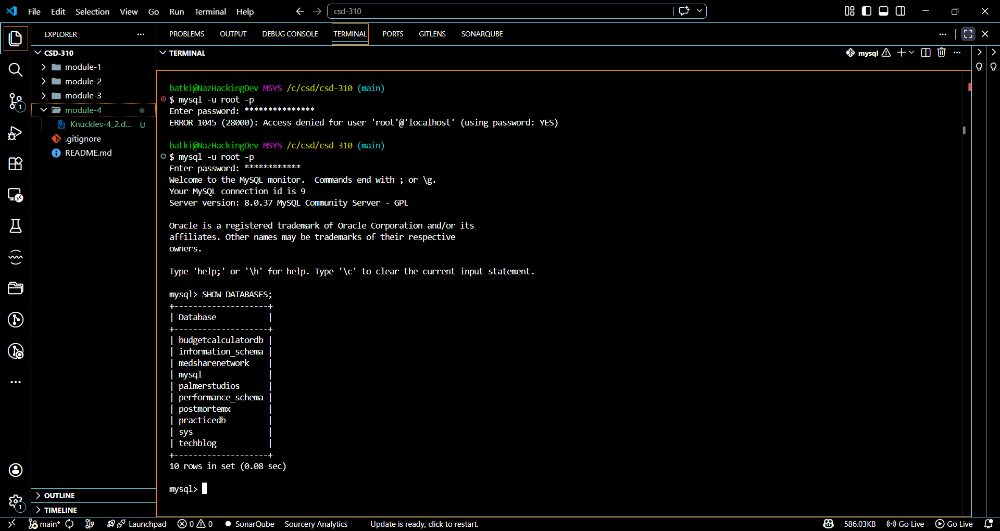 File Edit Selection View Go Run Terminal Help
csd-310
EXPLORER
PROBLEMS OUTPUT DEBUG CONSOLE TERMINAL PORTS GITLENS SONARQUBE
CSD-310
module-1
module-2
module-3
module-4
Knuckles-4_2.d... U
.gitignore
README.md
OUTLINE
TIMELINE
1
1
TERMINAL
mysql
batki@NazHackingDev MSYS /c/csd/csd-310 (main)
$ mysql -u root -p
Enter password: ***************
ERROR 1045 (28000): Access denied for user 'root'@'localhost' (using password: YES)
batki@NazHackingDev MSYS /c/csd/csd-310 (main)
$ mysql -u root -p
Enter password: ************
Welcome to the MySQL monitor.  Commands end with ; or \g.
Your MySQL connection id is 9
Server version: 8.0.37 MySQL Community Server - GPL
Oracle is a registered trademark of Oracle Corporation and/or its
affiliates. Other names may be trademarks of their respective
owners.
Type 'help;' or '\h' for help. Type '\c' to clear the current input statement.
mysql> SHOW DATABASES;
+--------------------+
| Database           |
+--------------------+
| budgetcalculatordb |
| information_schema |
| medsharenetwork    |
| mysql              |
| palmerstudios      |
| performance_schema |
| postmortemx        |
| practicedb         |
| sys                |
| techblog           |
+--------------------+
10 rows in set (0.08 sec)
mysql>
main* Launchpad 0 0 SonarQube Sourcery Analytics Update is ready, click to restart. 586.03KB Go Live Go Live